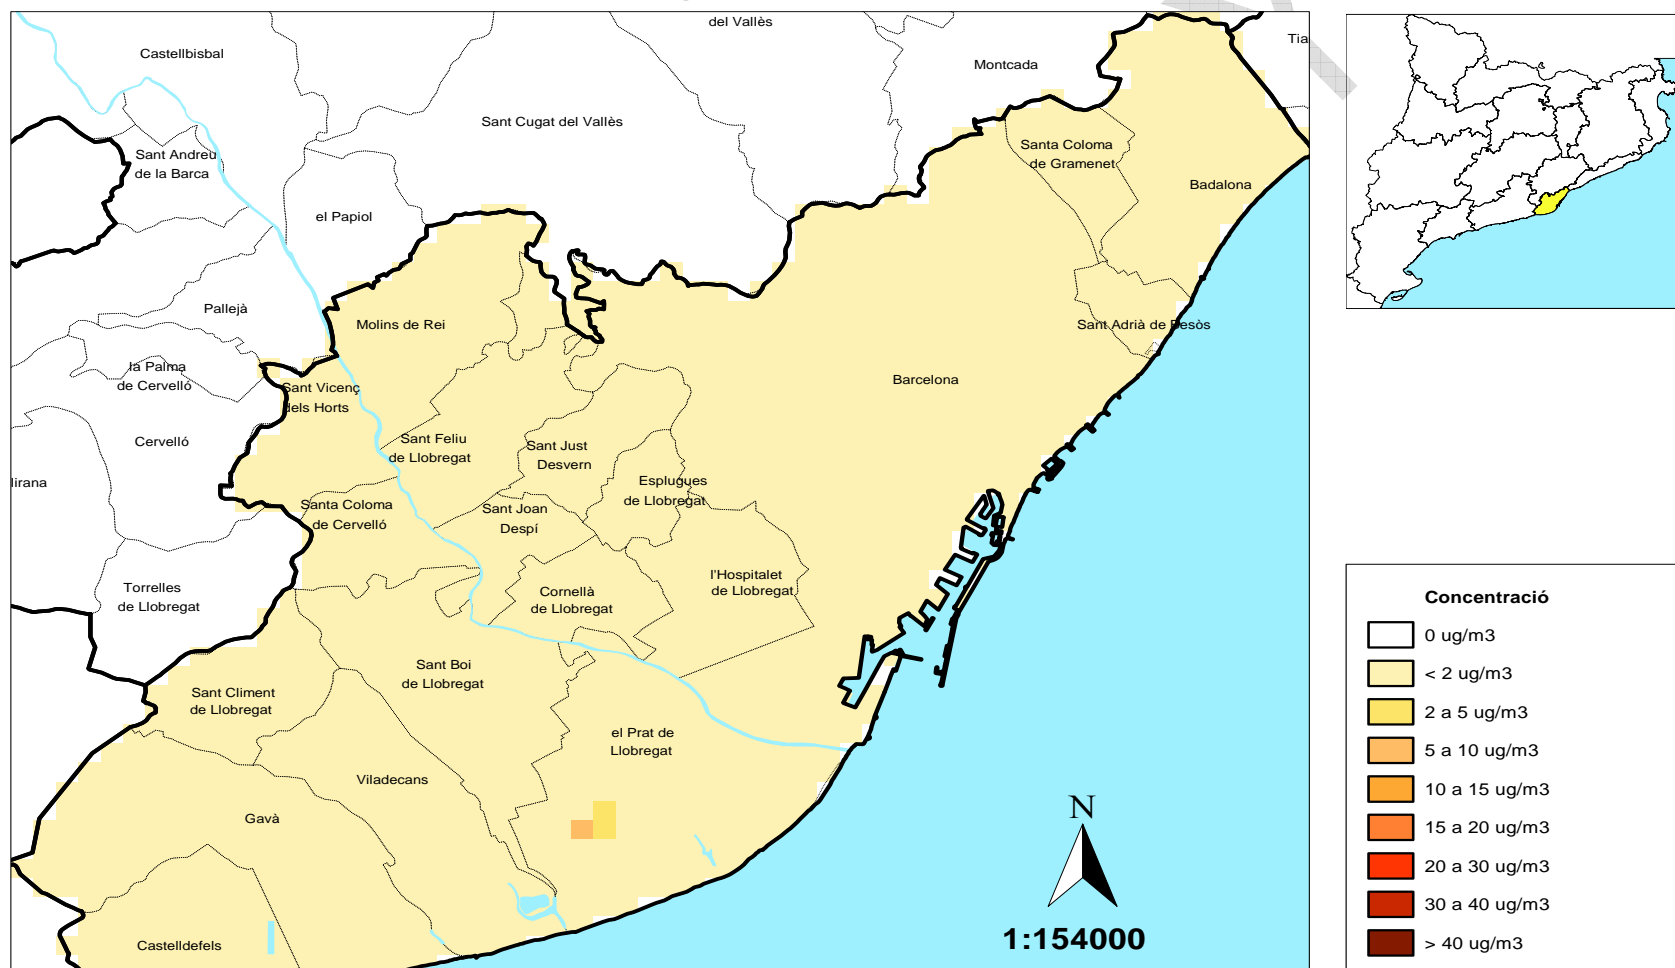 del Vallès
Castellbisbal
Montcada
Tia
Sant Cugat del Vallès
Sant Andreu
de la Barca
Santa Coloma
de Gramenet
Badalona
el Papiol
Pallejà
Molins de Rei
Sant Adrià de Besòs
la Palma
de Cervelló
Sant Vicenç
dels Horts
Barcelona
Cervelló
Sant Feliu
de Llobregat
Sant Just
Desvern
lirana
Esplugues
de Llobregat
Santa Coloma
de Cervelló
Sant Joan
Despí
Torrelles
de Llobregat
Cornellà
de Llobregat
l'Hospitalet
de Llobregat
Sant Boi
de Llobregat
Sant Climent
de Llobregat
el Prat de
Llobregat
Viladecans
Gavà
Castelldefels
N
1:154000
Concentració
0 ug/m3
< 2 ug/m3
2 a 5 ug/m3
5 a 10 ug/m3
10 a 15 ug/m3
15 a 20 ug/m3
20 a 30 ug/m3
30 a 40 ug/m3
> 40 ug/m3